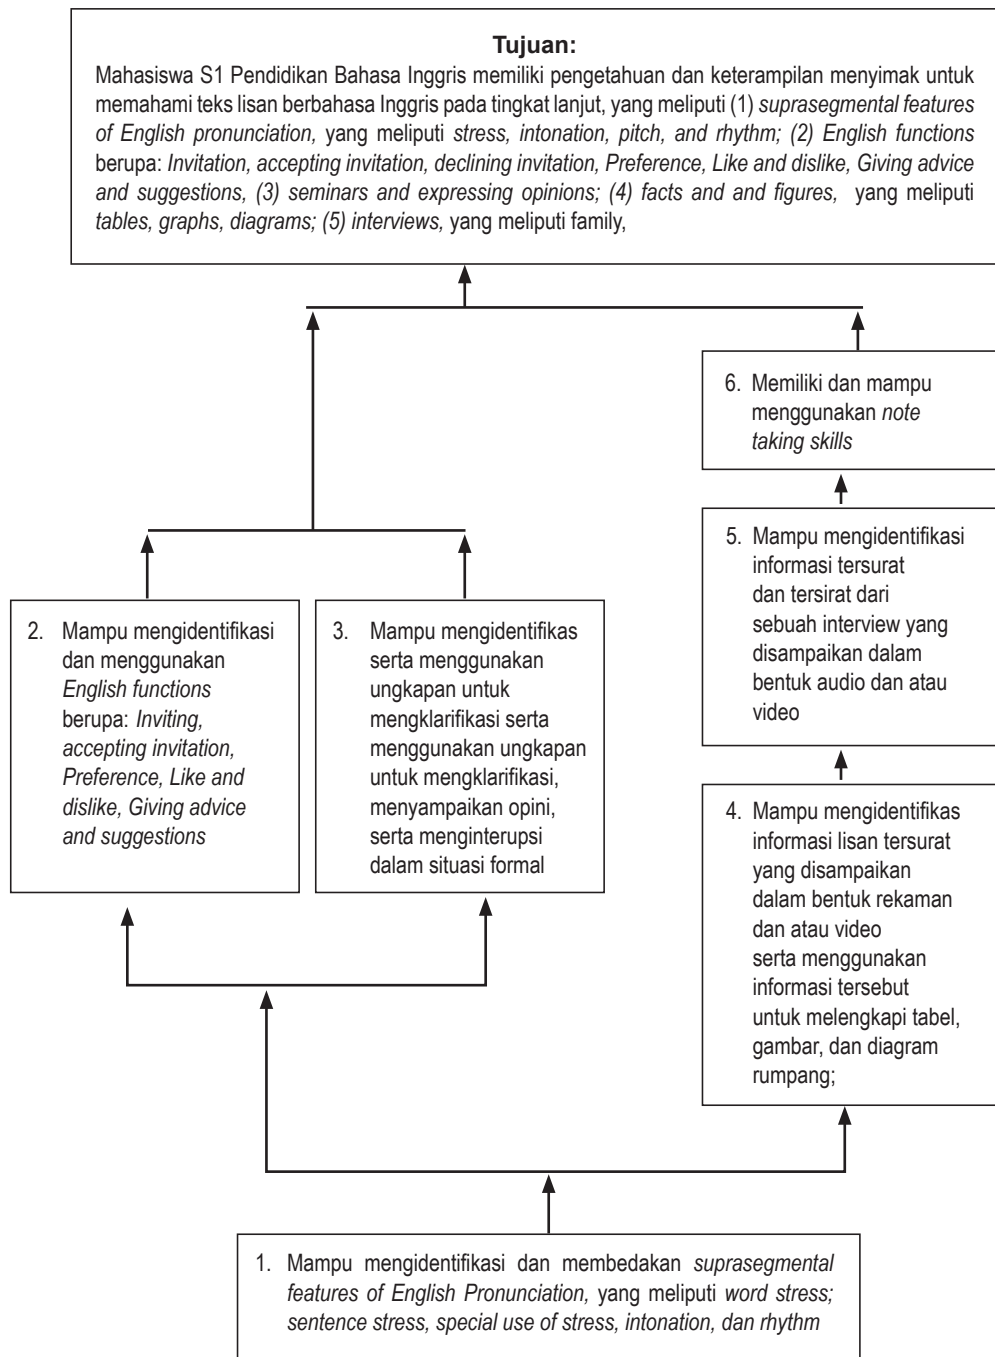 Tujuan:
Mahasiswa S1 Pendidikan Bahasa Inggris memiliki pengetahuan dan keterampilan menyimak untuk
memahami teks lisan berbahasa Inggris pada tingkat lanjut, yang meliputi (1) suprasegmental features
of English pronunciation, yang meliputi stress, intonation, pitch, and rhythm; (2) English functions
berupa: Invitation, accepting invitation, declining invitation, Preference, Like and dislike, Giving advice
and suggestions, (3) seminars and expressing opinions; (4) facts and and figures, yang meliputi
tables, graphs, diagrams; (5) interviews, yang meliputi family,
6. Memiliki dan mampu
menggunakan note
taking skills
5. Mampu mengidentifikasi
informasi tersurat
dan tersirat dari
sebuah interview yang
disampaikan dalam
bentuk audio dan atau
video
2. Mampu mengidentifikasi
dan menggunakan
English functions
berupa: Inviting,
accepting invitation,
Preference, Like and
dislike, Giving advice
and suggestions
3. Mampu mengidentifikas
serta menggunakan
ungkapan untuk
mengklarifikasi serta
menggunakan ungkapan
untuk mengklarifikasi,
menyampaikan opini,
serta menginterupsi
dalam situasi formal
4. Mampu mengidentifikas
informasi lisan tersurat
yang disampaikan
dalam bentuk rekaman
dan atau video
serta menggunakan
informasi tersebut
untuk melengkapi tabel,
gambar, dan diagram
rumpang;
1. Mampu mengidentifikasi dan membedakan suprasegmental
features of English Pronunciation, yang meliputi word stress;
sentence stress, special use of stress, intonation, dan rhythm